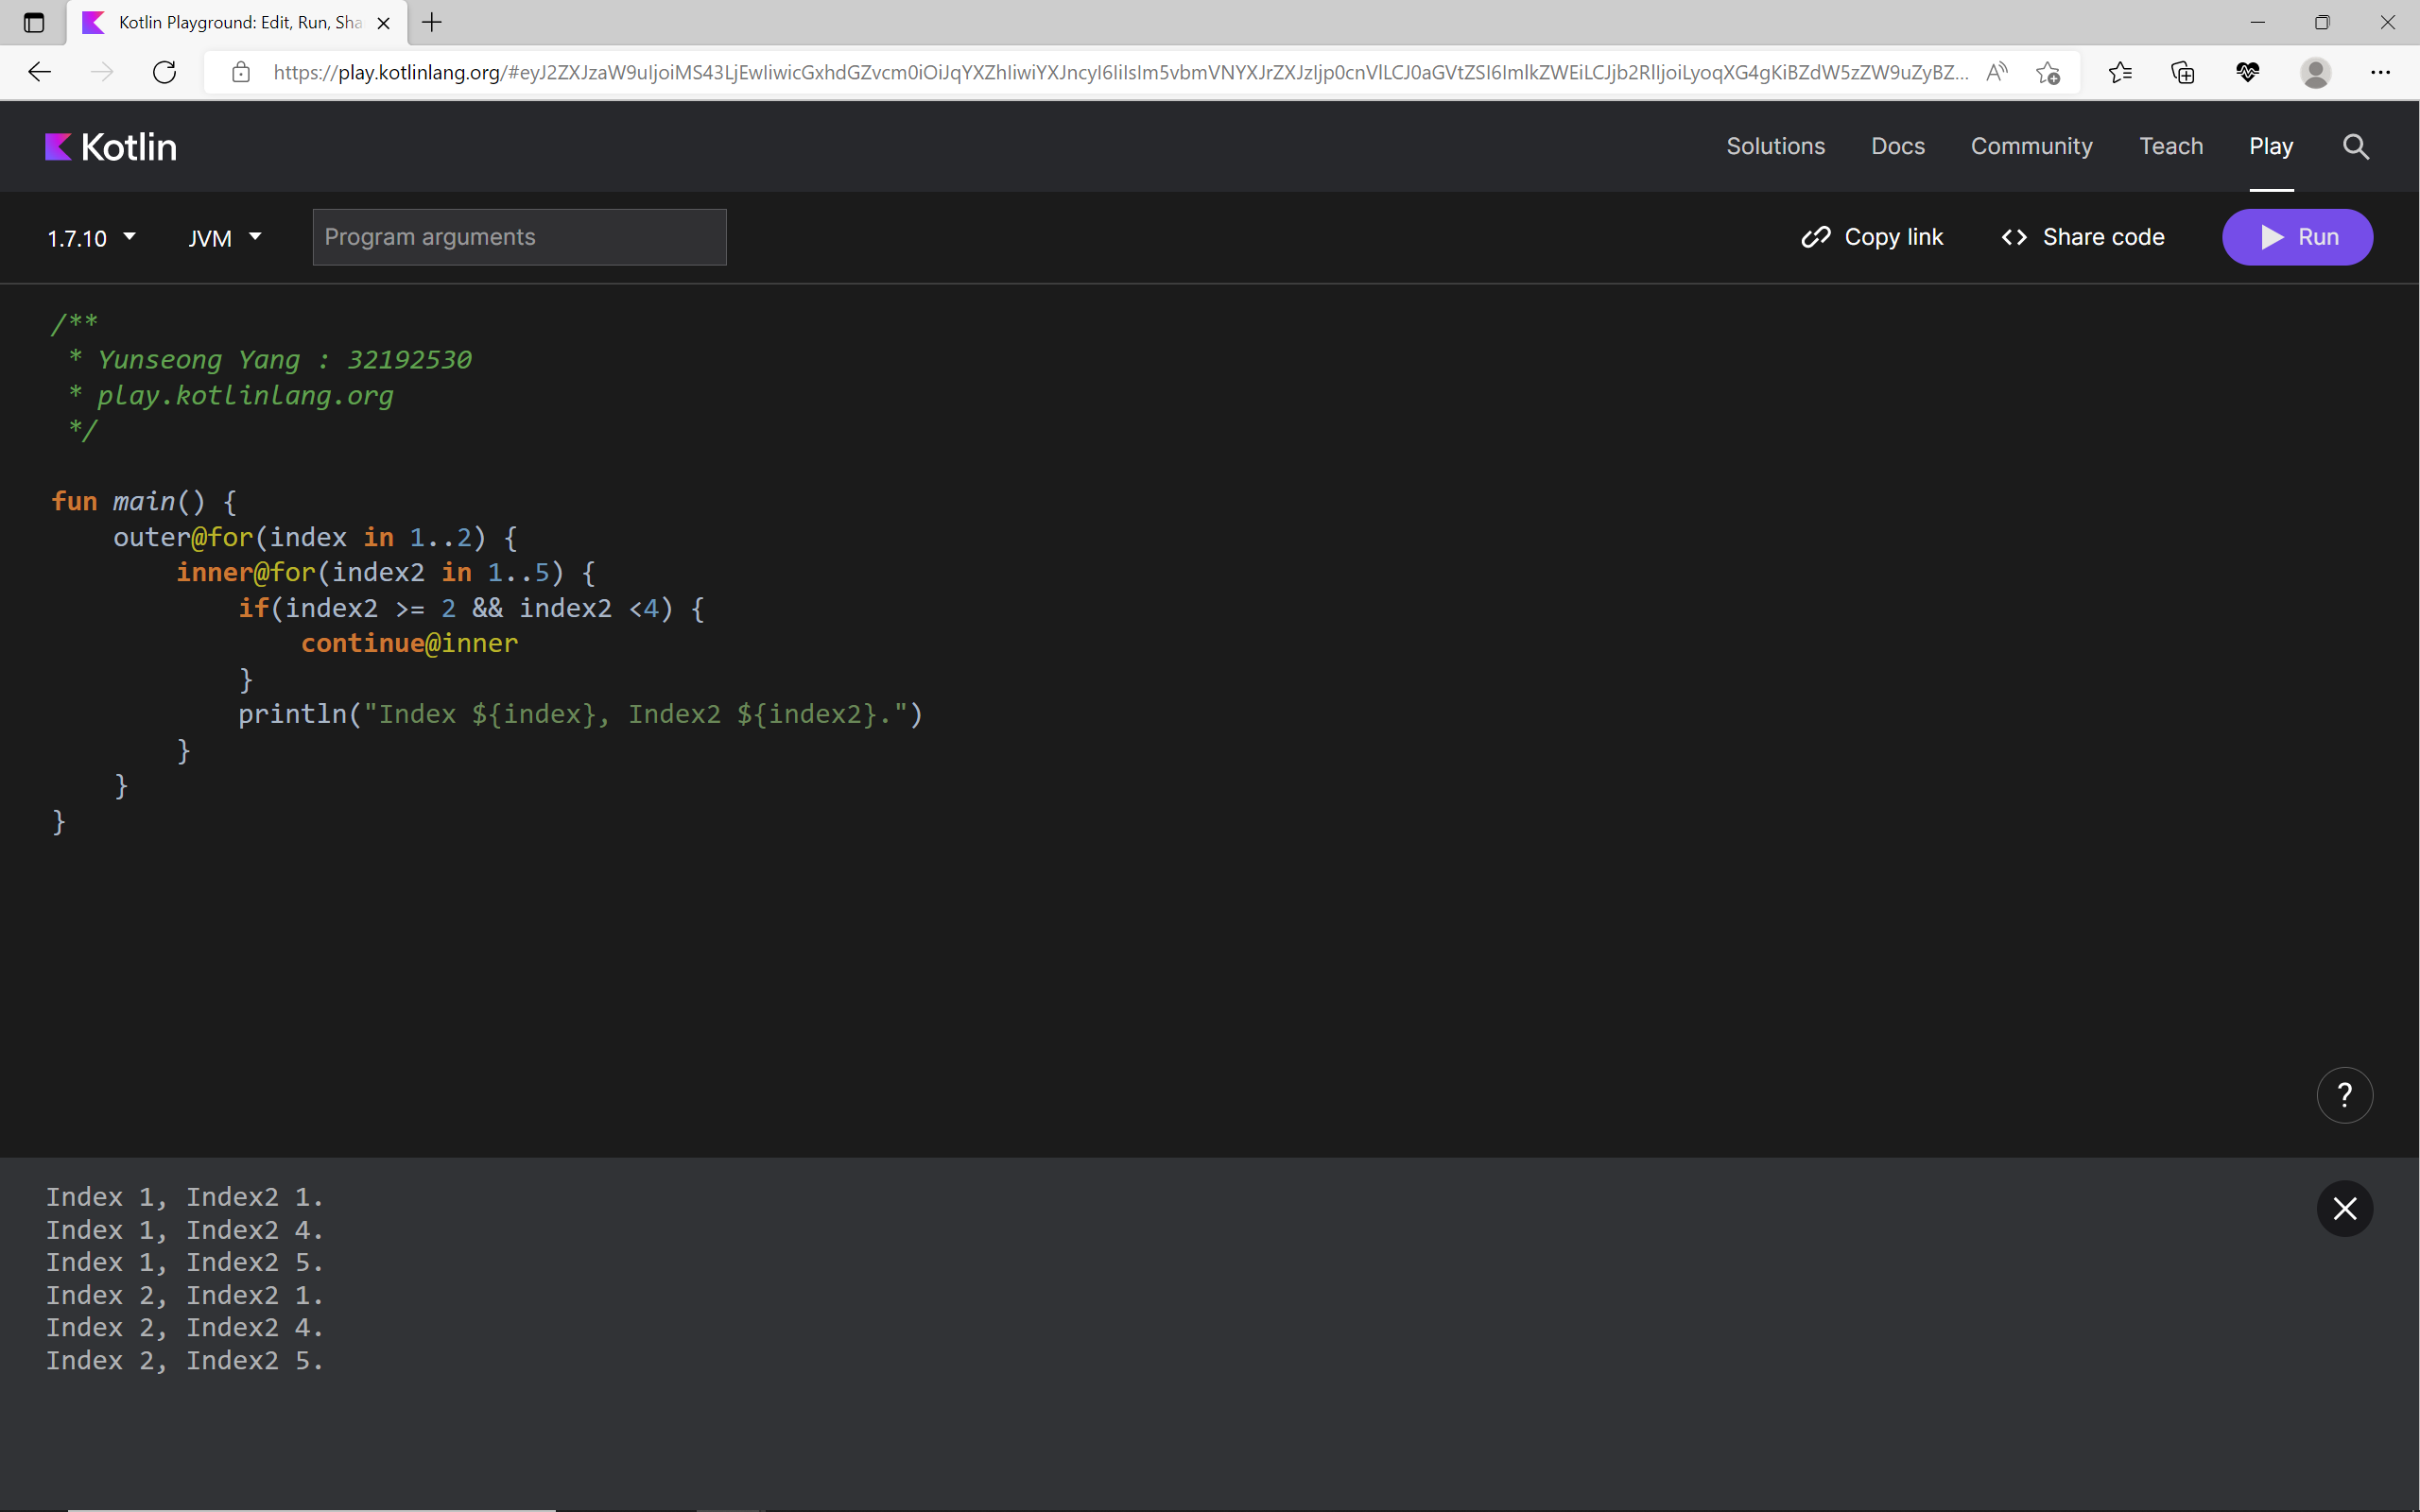 Kotlin Playground: Edit, Run, Sha
https://play.kotlinlang.org/#eyJ2ZXJzaW9uIjoiMS43LjEwIiwicGxhdGZvcm0iOiJqYXZhIiwiYXJncyI6IiIsIm5vbmVNYXJrZXJzIjp0cnVlLCJ0aGVtZSI6ImlkZWEiLCJjb2RlIjoiLyoqXG4gKiBZdW5zZW9uZyBZ...
Kotlin
Solutions Docs Community Teach Play
1.7.10 JVM Program arguments Copy link Share code Run
/**
 * Yunseong Yang : 32192530
 * play.kotlinlang.org
 */
fun main() {
    outer@for(index in 1..2) {
        inner@for(index2 in 1..5) {
            if(index2 >= 2 && index2 <4) {
                continue@inner
            }
            println("Index ${index}, Index2 ${index2}.")
        }
    }
}
?
Index 1, Index2 1.
Index 1, Index2 4.
Index 1, Index2 5.
Index 2, Index2 1.
Index 2, Index2 4.
Index 2, Index2 5.